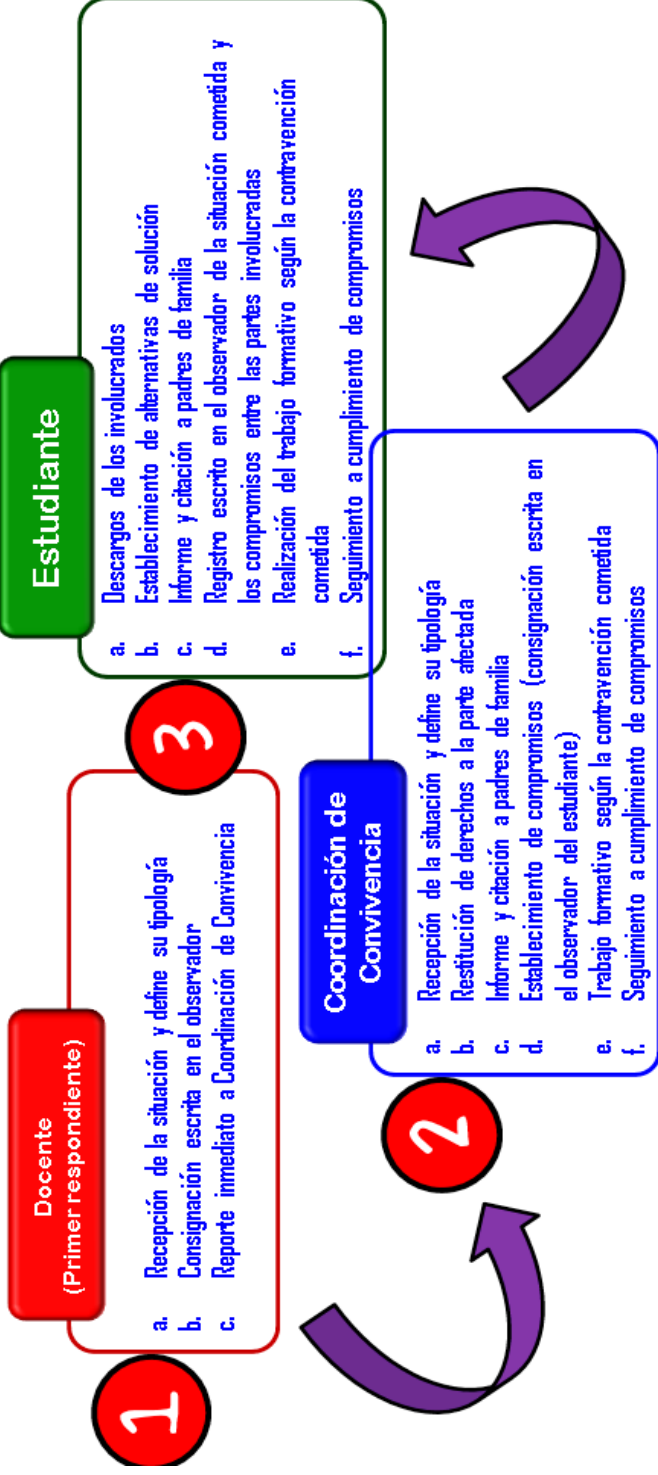 1
Docente
(Primer respondiente)
a. Recepción de la situación y define su tipología
b. Consignación escrita en el observador
c. Reporte inmediato a Coordinación de Convivencia
2
Coordinación de
Convivencia
a. Recepción de la situación y define su tipología
b. Restitución de derechos a la parte afectada
c. Informe y citación a padres de familia
d. Establecimiento de compromisos (consignación escrita en
el observador del estudiante)
e. Trabajo formativo según la contravención cometida
f. Seguimiento a cumplimiento de compromisos
3
Estudiante
a. Descargos de los involucrados
b. Establecimiento de alternativas de solución
c. Informe y citación a padres de familia
d. Registro escrito en el observador de la situación cometida y
los compromisos entre las partes involucradas
e. Realización del trabajo formativo según la contravención
cometida
f. Seguimiento a cumplimiento de compromisos